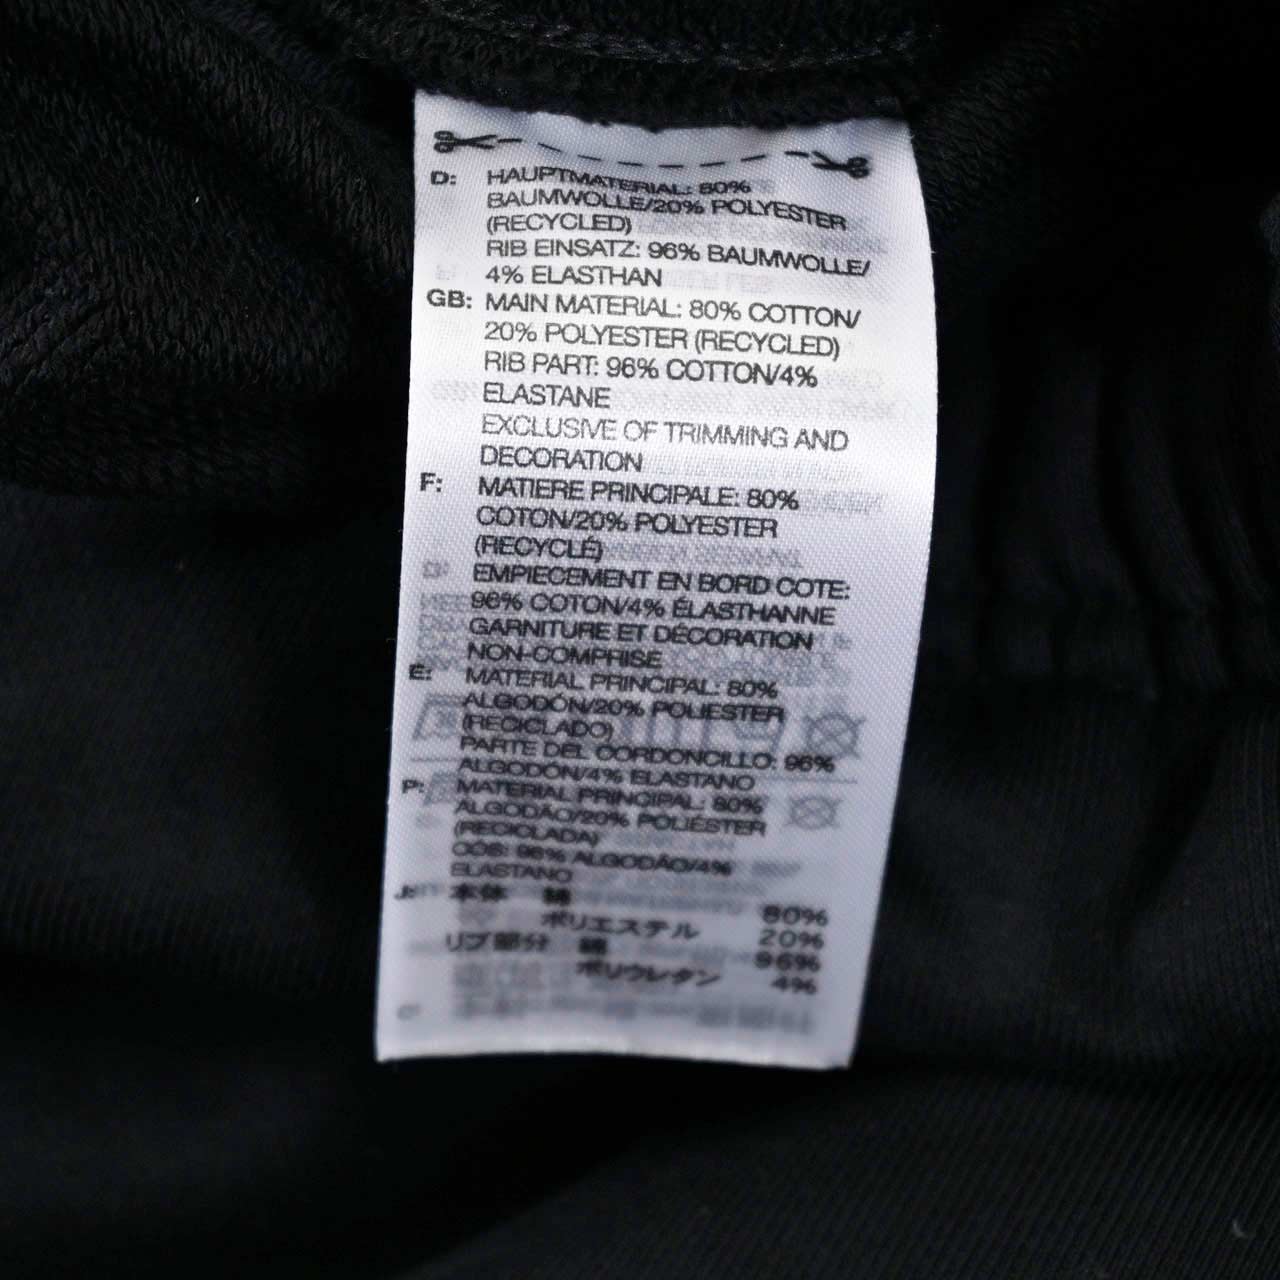 D: HAUPTMATERIAL: 80%
BAUMWOLLE/20% POLYESTER
(RECYCLED)
RIB EINSATZ: 96% BAUMWOLLE/
4% ELASTHAN
GB: MAIN MATERIAL: 80% COTTON/
20% POLYESTER (RECYCLED)
RIB PART: 96% COTTON/4%
ELASTANE
EXCLUSIVE OF TRIMMING AND
DECORATION
F: MATIERE PRINCIPALE: 80%
COTON/20% POLYESTER
(RECYCLÉ)
EMPIECEMENT EN BORD COTE:
96% COTON/4% ÉLASTHANNE
GARNITURE ET DÉCORATION
NON-COMPRISE
E: MATERIAL PRINCIPAL: 80%
ALGODÓN/20% POLIESTER
(RECICLADO)
PARTE DEL CORDONCILLO: 96%
ALGODÓN/4% ELASTANO
P: MATERIAL PRINCIPAL: 80%
ALGODÃO/20% POLIÉSTER
(RECICLADA)
CÓS: 96% ALGODÃO/4%
ELASTANO
J: 本体 綿 80%
ポリエステル 20%
リブ部分 綿 96%
ポリウレタン 4%